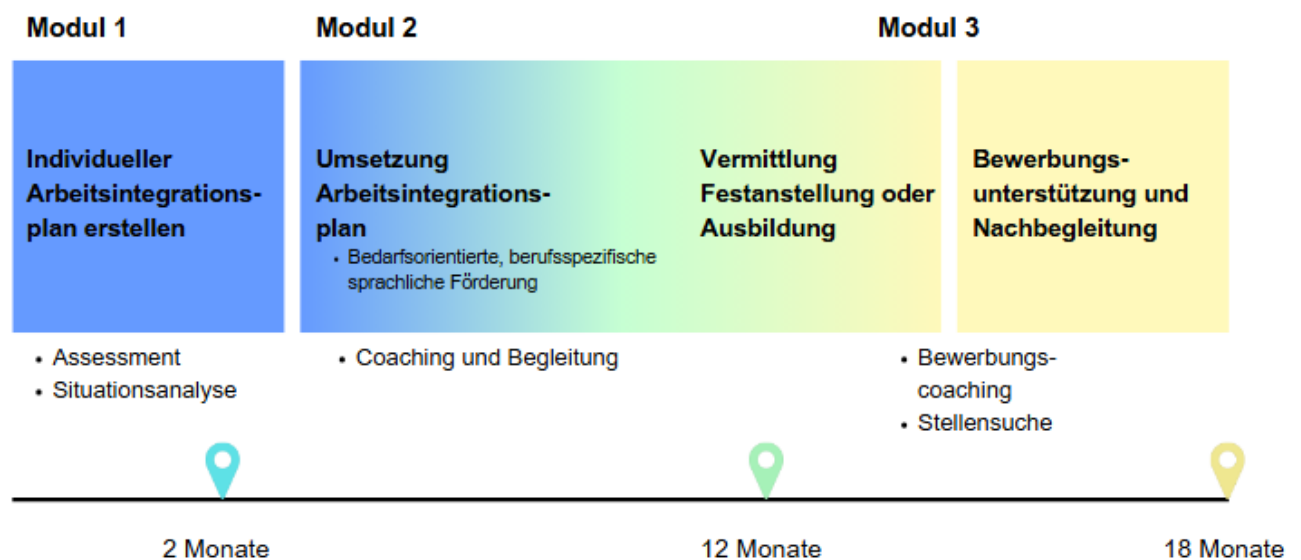 Modul 1
Modul 2
Modul 3
Individueller
Arbeitsintegrations-
plan erstellen
Umsetzung
Arbeitsintegrations-
plan
• Bedarfsorientierte, berufsspezifische
sprachliche Förderung
Vermittlung
Festanstellung oder
Ausbildung
Bewerbungs-
unterstützung und
Nachbegleitung
• Assessment
• Situationsanalyse
• Coaching und Begleitung
• Bewerbungs-
coaching
• Stellensuche
2 Monate
12 Monate
18 Monate